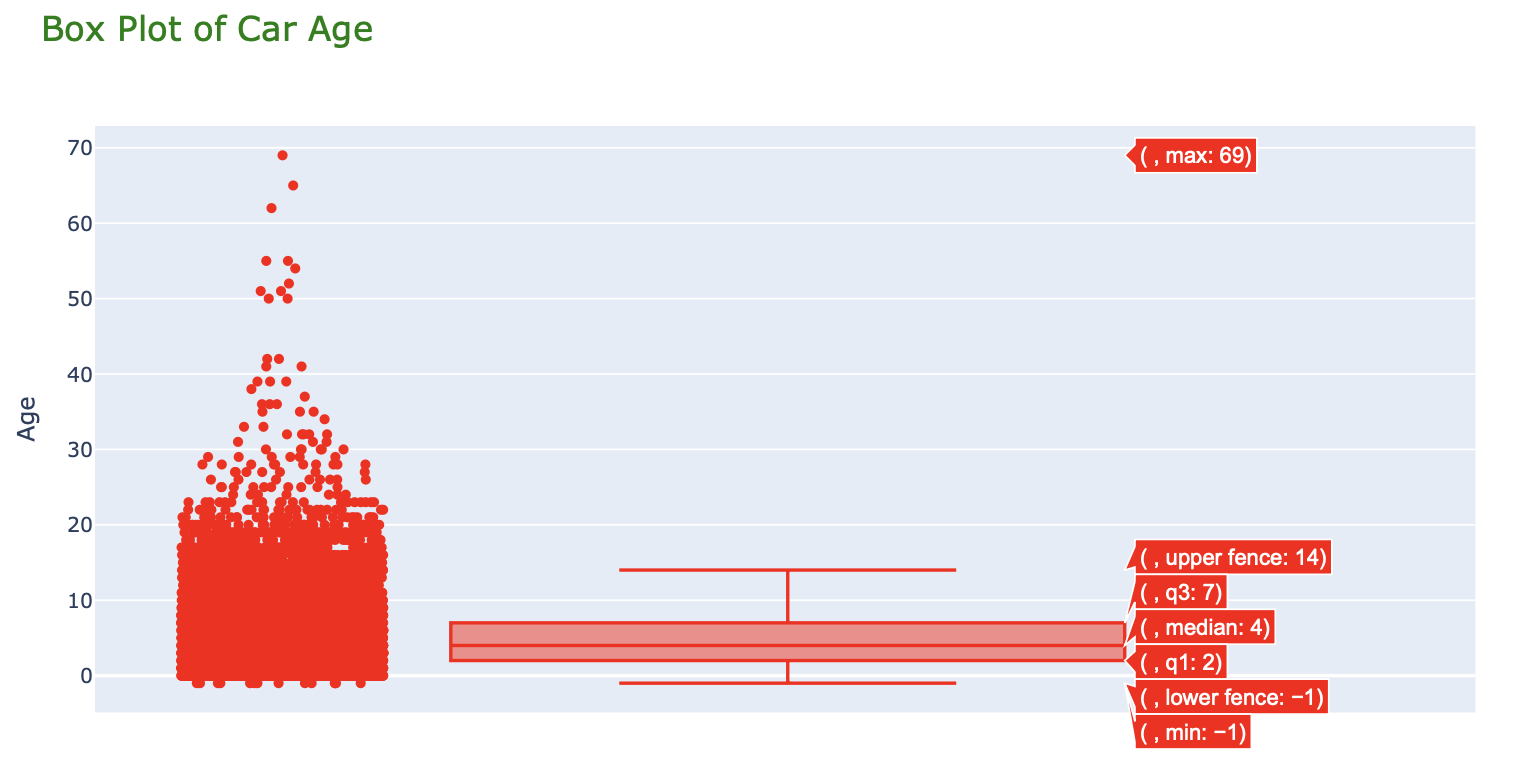 Box Plot of Car Age
70
( , max: 69)
60
50
40
Age
30
20
( , upper fence: 14)
10
( , q3: 7)
( , median: 4)
( , q1: 2)
0
( , lower fence: −1)
( , min: −1)